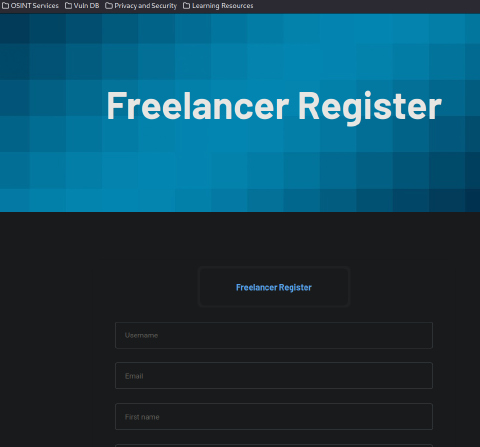 OSINT Services Vuln DB Privacy and Security Learning Resources
Freelancer Register
Freelancer Register
Username
Email
First name